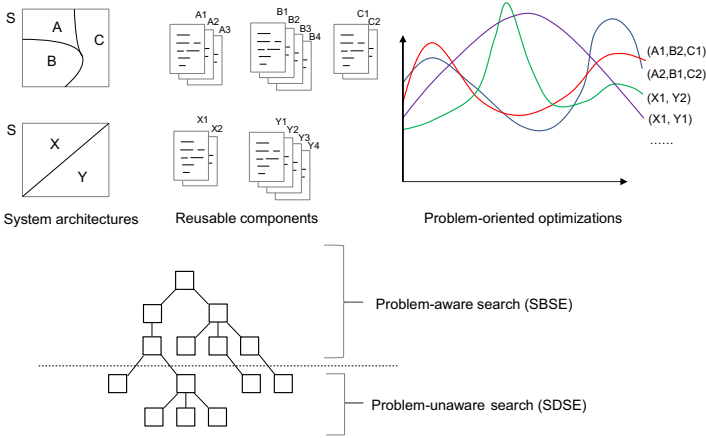 S
A
C
B
A1
A2
A3
B1
B2
B3
B4
C1
C2
(A1,B2,C1)
(A2,B1,C2)
(X1, Y2)
(X1, Y1)
......
S
X
Y
X1
X2
Y1
Y2
Y3
Y4
System architectures
Reusable components
Problem-oriented optimizations
Problem-aware search (SBSE)
Problem-unaware search (SDSE)